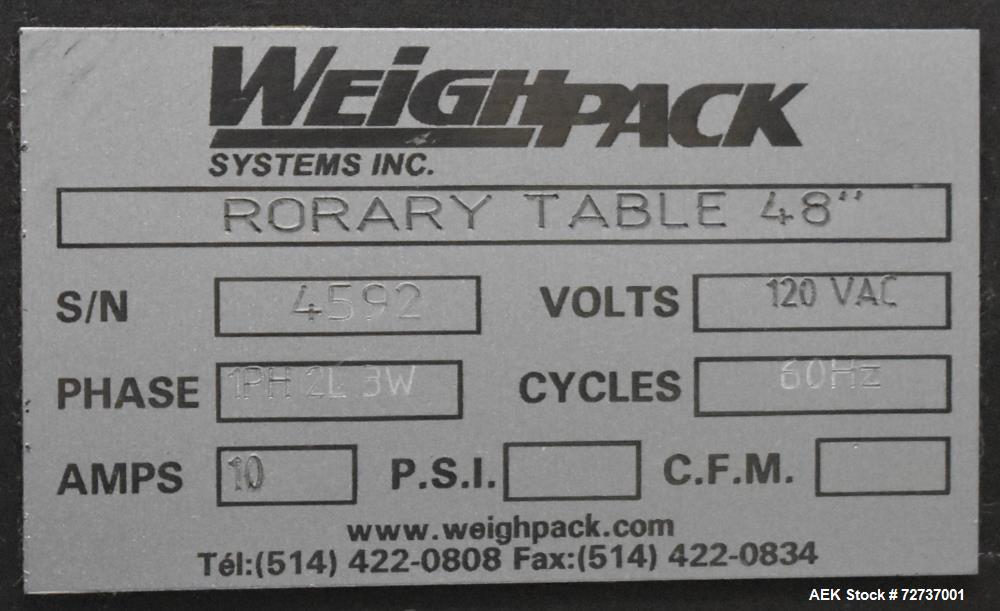 WEiGHPACK
SYSTEMS INC.
RORARY TABLE 48"
S/N 4592 VOLTS 120 VAC
PHASE 1PH 2L 3W CYCLES 60Hz
AMPS 10 P.S.I. C.F.M.
www.weighpack.com
Tél:(514) 422-0808 Fax:(514) 422-0834
AEK Stock # 72737001